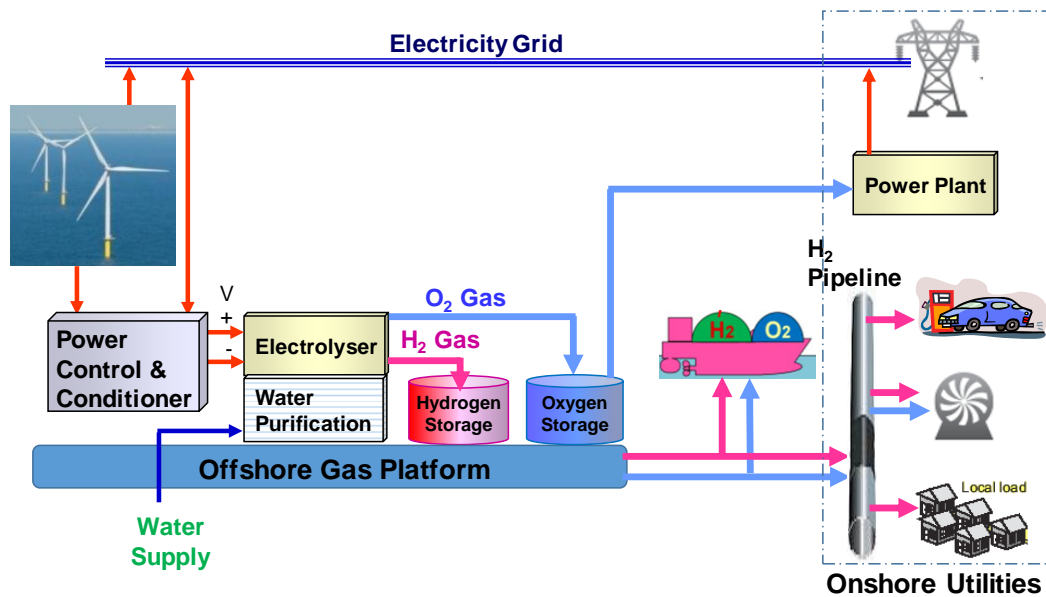 Electricity Grid
Power Plant
H₂
Pipeline
V
+
-
O₂ Gas
H₂ Gas
Power
Control &
Conditioner
Electrolyser
Water
Purification
Hydrogen
Storage
Oxygen
Storage
H₂
O₂
Offshore Gas Platform
Local load
Water
Supply
Onshore Utilities